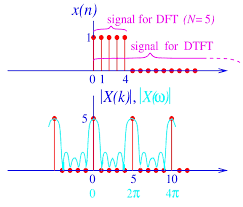 x(n)
signal for DFT (N= 5)
1
signal for DTFT
0 1 4
|X(k)|, |X(ω)|
5
0 5 10
0 2π 4π